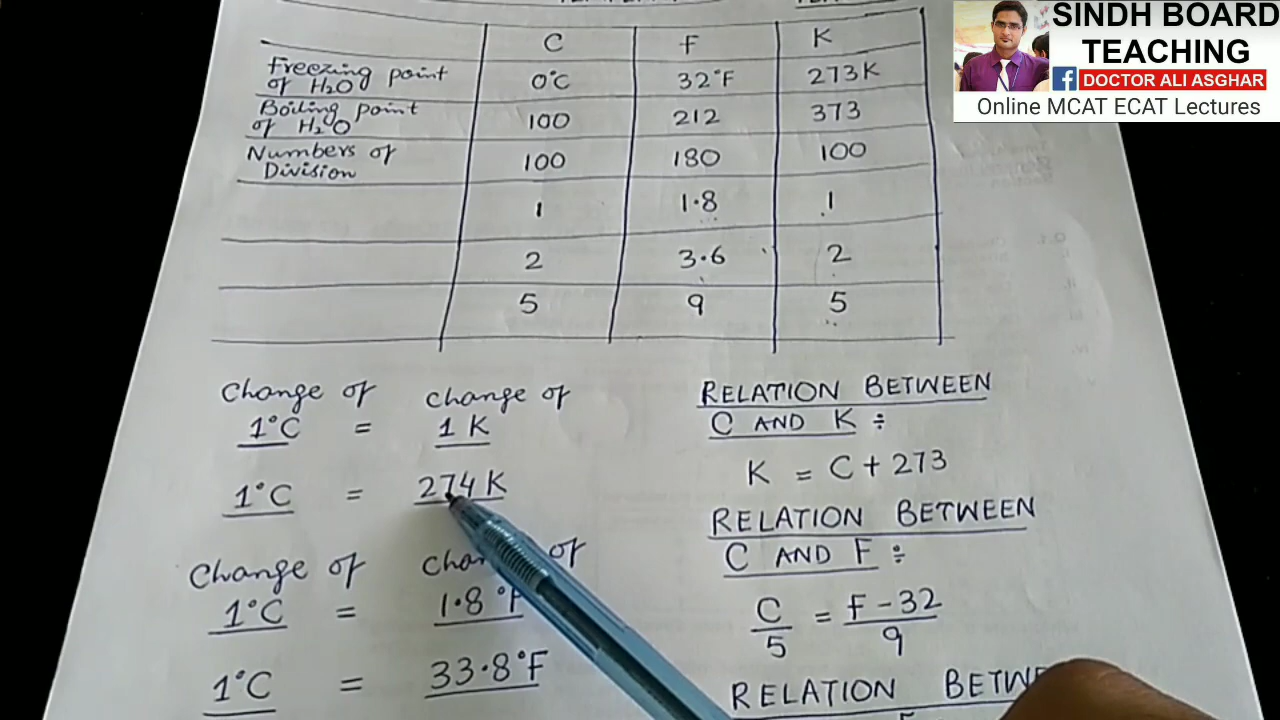 SINDH BOARD
TEACHING
DOCTOR ALI ASGHAR
Online MCAT ECAT Lectures
C F K
Freezing point of H2O 0°C 32°F 273K
Boiling point of H2O 100 212 373
Numbers of Division 100 180 100
1 1.8 1
2 3.6 2
5 9 5
Change of change of
1°C = 1 K
1°C = 274 K
Change of of
1°C = 1.8 °F
1°C = 33.8°F
RELATION BETWEEN
C AND K ÷
K = C + 273
RELATION BETWEEN
C AND F ÷
C/5 = F - 32/9
RELATION